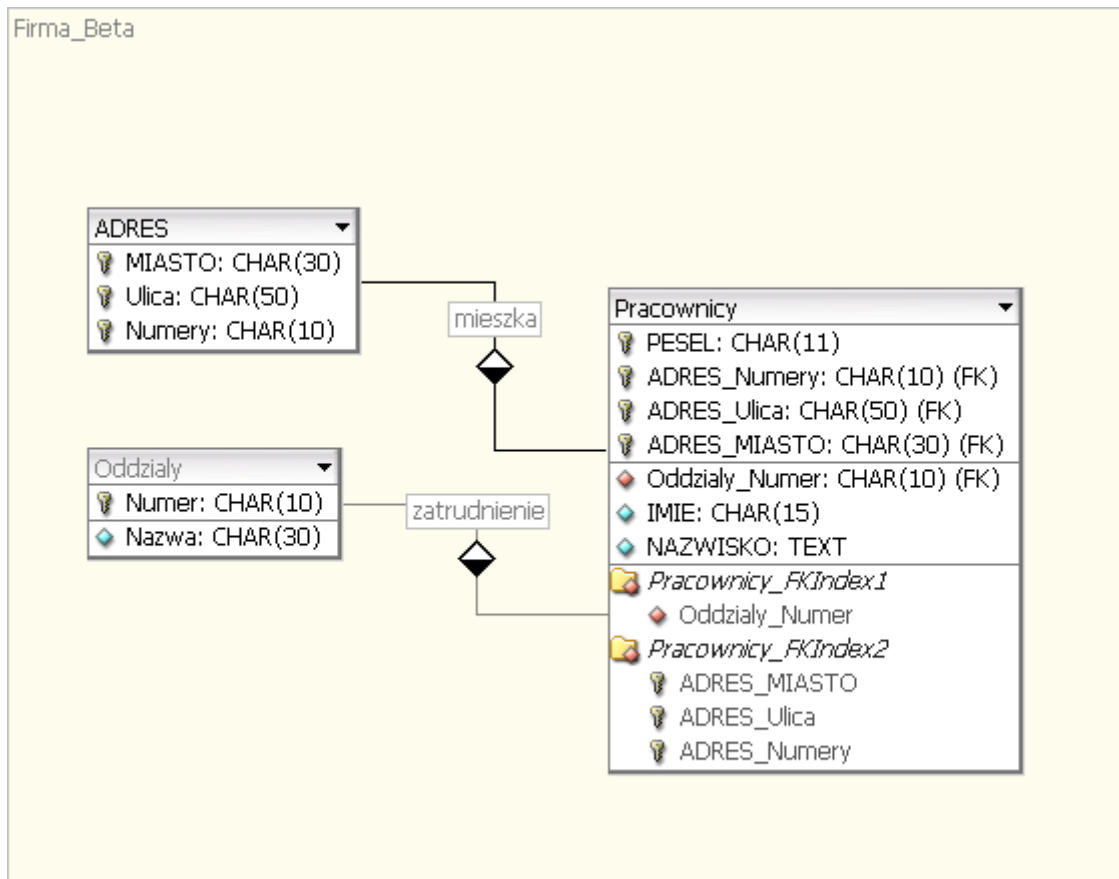 Firma_Beta
ADRES
MIASTO: CHAR(30)
Ulica: CHAR(50)
Numery: CHAR(10)
mieszka
Oddzialy
Numer: CHAR(10)
Nazwa: CHAR(30)
zatrudnienie
Pracownicy
PESEL: CHAR(11)
ADRES_Numery: CHAR(10) (FK)
ADRES_Ulica: CHAR(50) (FK)
ADRES_MIASTO: CHAR(30) (FK)
Oddzialy_Numer: CHAR(10) (FK)
IMIE: CHAR(15)
NAZWISKO: TEXT
Pracownicy_FKIndex1
Oddzialy_Numer
Pracownicy_FKIndex2
ADRES_MIASTO
ADRES_Ulica
ADRES_Numery